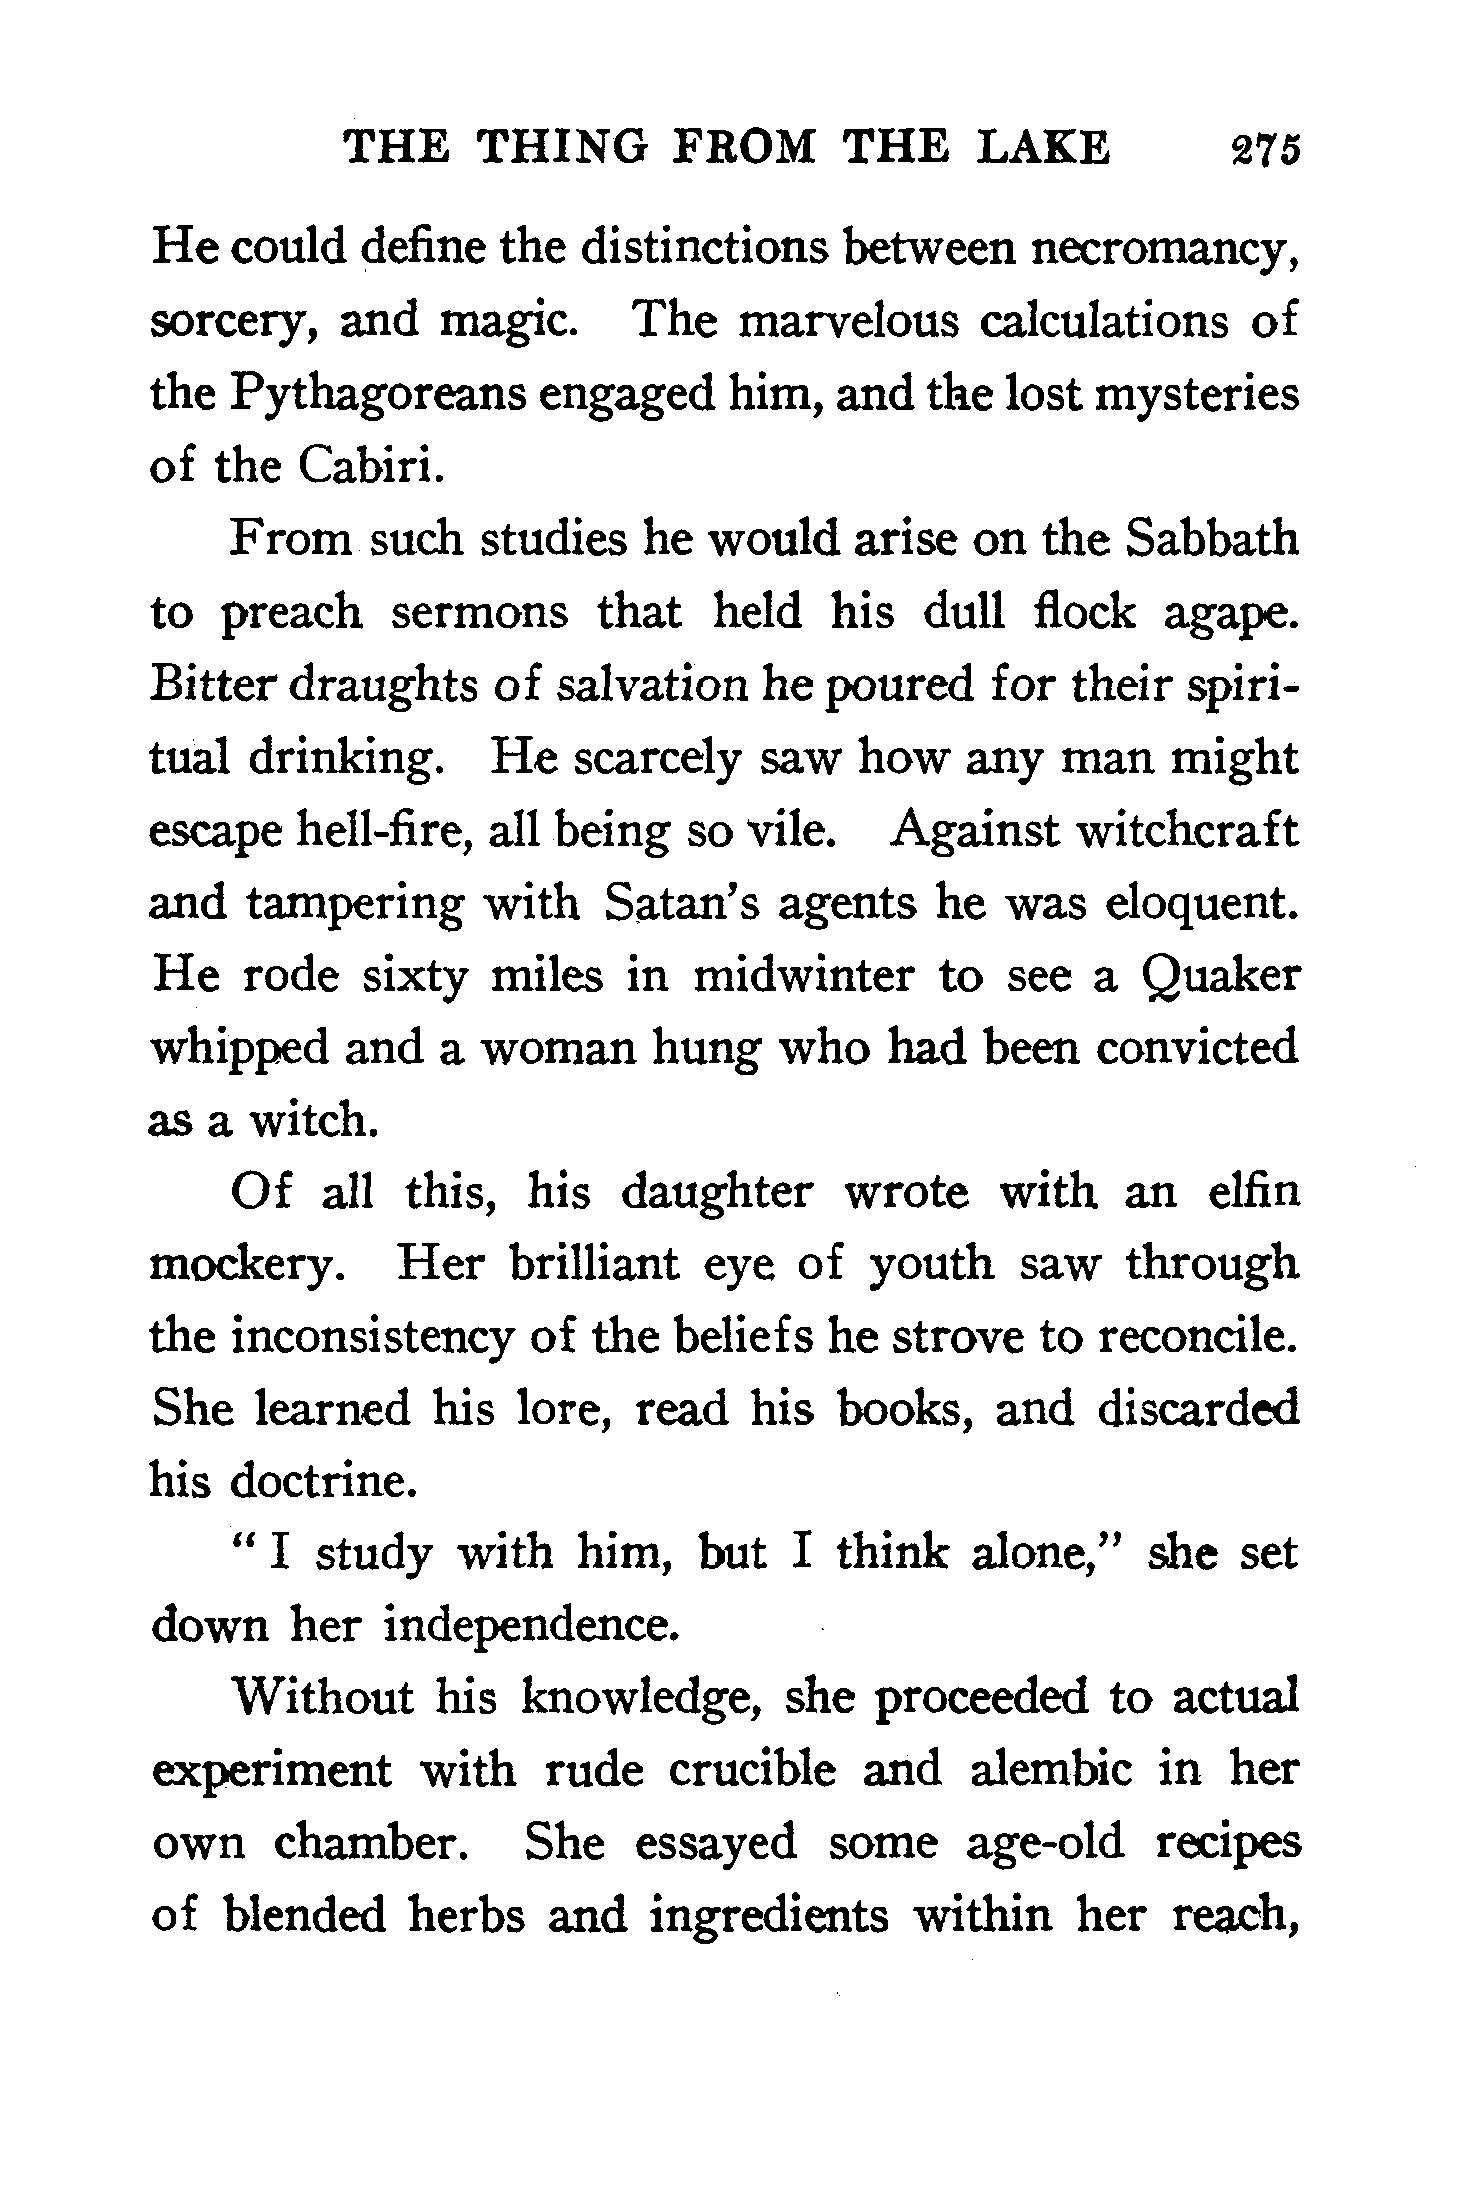 THE THING FROM THE LAKE 275
He could define the distinctions between necromancy,
sorcery, and magic. The marvelous calculations of
the Pythagoreans engaged him, and the lost mysteries
of the Cabiri.
From such studies he would arise on the Sabbath
to preach sermons that held his dull flock agape.
Bitter draughts of salvation he poured for their spiri-
tual drinking. He scarcely saw how any man might
escape hell-fire, all being so vile. Against witchcraft
and tampering with Satan's agents he was eloquent.
He rode sixty miles in midwinter to see a Quaker
whipped and a woman hung who had been convicted
as a witch.
Of all this, his daughter wrote with an elfin
mockery. Her brilliant eye of youth saw through
the inconsistency of the beliefs he strove to reconcile.
She learned his lore, read his books, and discarded
his doctrine.
" I study with him, but I think alone," she set
down her independence.
Without his knowledge, she proceeded to actual
experiment with rude crucible and alembic in her
own chamber. She essayed some age-old recipes
of blended herbs and ingredients within her reach,